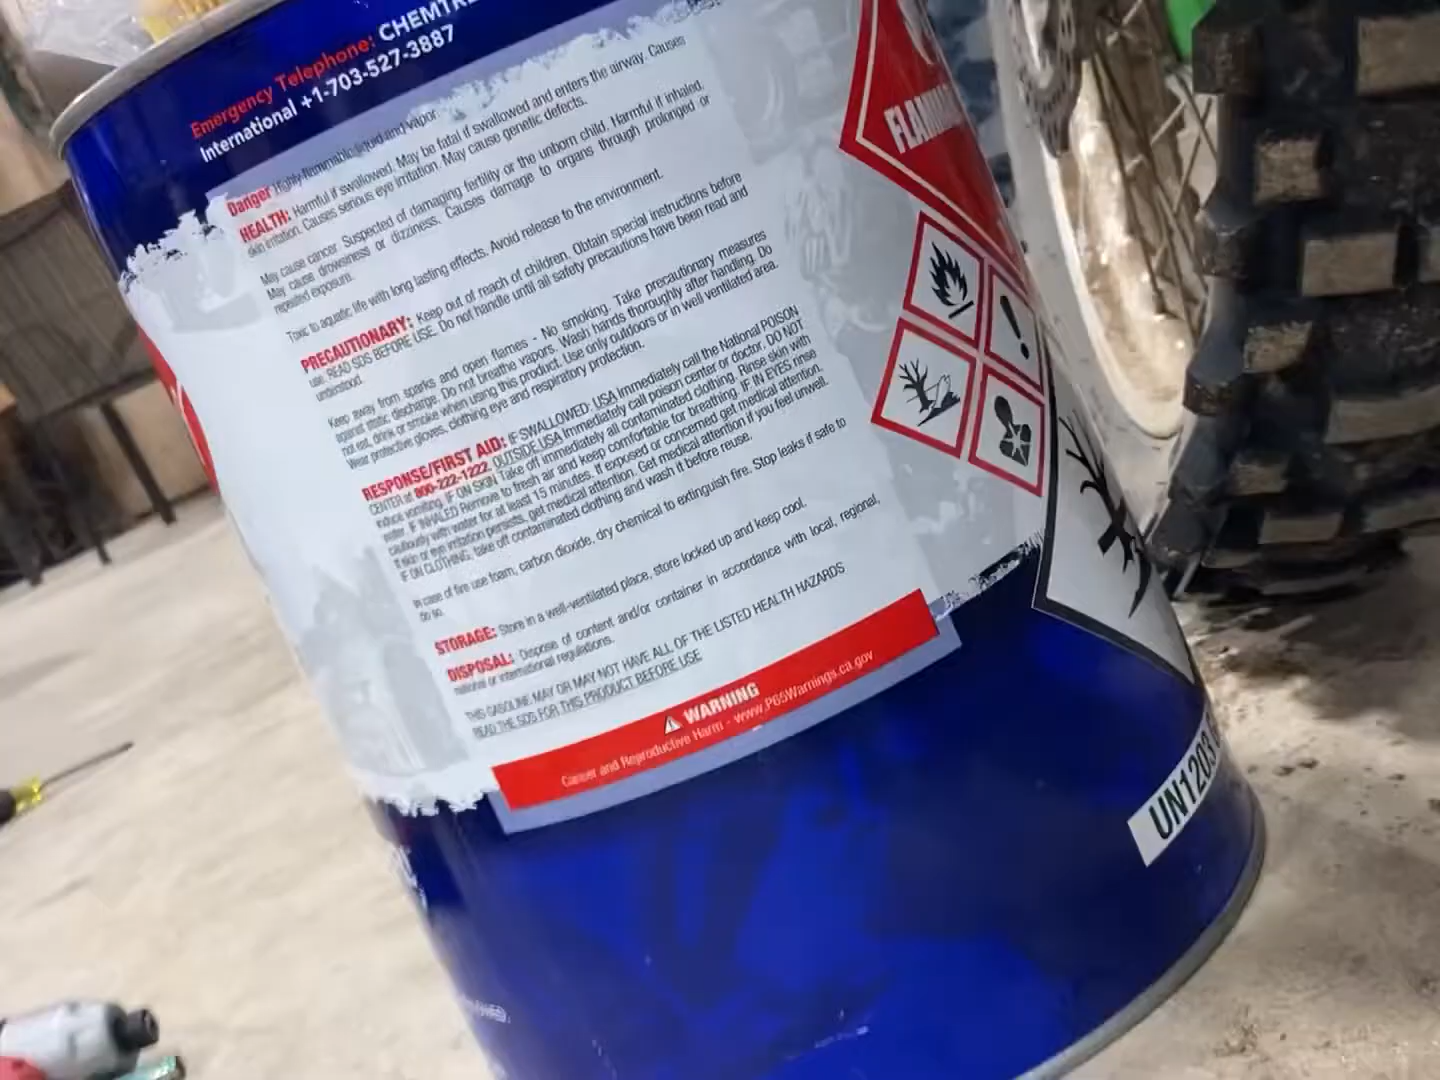 Emergency Telephone: CHEMTRE
International +1-703-527-3887
Danger Highly flammable liquid and vapor.
HEALTH: Harmful if swallowed. May be fatal if swallowed and enters the airway. Causes
skin irritation. Causes serious eye irritation. May cause genetic defects.
May cause cancer. Suspected of damaging fertility or the unborn child. Harmful if inhaled.
May cause drowsiness or dizziness. Causes damage to organs through prolonged or
repeated exposure.
Toxic to aquatic life with long lasting effects. Avoid release to the environment.
PRECAUTIONARY: Keep out of reach of children. Obtain special instructions before
use. READ SDS BEFORE USE. Do not handle until all safety precautions have been read and
understood.
Keep away from sparks and open flames - No smoking. Take precautionary measures
against static discharge. Do not breathe vapors. Wash hands thoroughly after handling. Do
not eat, drink or smoke when using this product. Use only outdoors or in well ventilated area.
Wear protective gloves, clothing eye and respiratory protection.
RESPONSE/FIRST AID: IF SWALLOWED: USA Immediately call the National POISON
CENTER at 800-222-1222. OUTSIDE USA Immediately call poison center or doctor. DO NOT
induce vomiting. IF ON SKIN Take off immediately all contaminated clothing. Rinse skin with
water. IF INHALED Remove to fresh air and keep comfortable for breathing. IF IN EYES rinse
cautiously with water for at least 15 minutes. If exposed or concerned get medical attention.
If skin or eye irritation persists, get medical attention. Get medical attention if you feel unwell.
IF ON CLOTHING: take off contaminated clothing and wash it before reuse.
In case of fire use foam, carbon dioxide, dry chemical to extinguish fire. Stop leaks if safe to
do so.
STORAGE: Store in a well-ventilated place, store locked up and keep cool.
DISPOSAL: Dispose of content and/or container in accordance with local, regional,
national or international regulations.
THIS GASOLINE MAY OR MAY NOT HAVE ALL OF THE LISTED HEALTH HAZARDS
READ THE SDS FOR THIS PRODUCT BEFORE USE
WARNING
Cancer and Reproductive Harm - www.P65Warnings.ca.gov
FLAMMA
UN1203